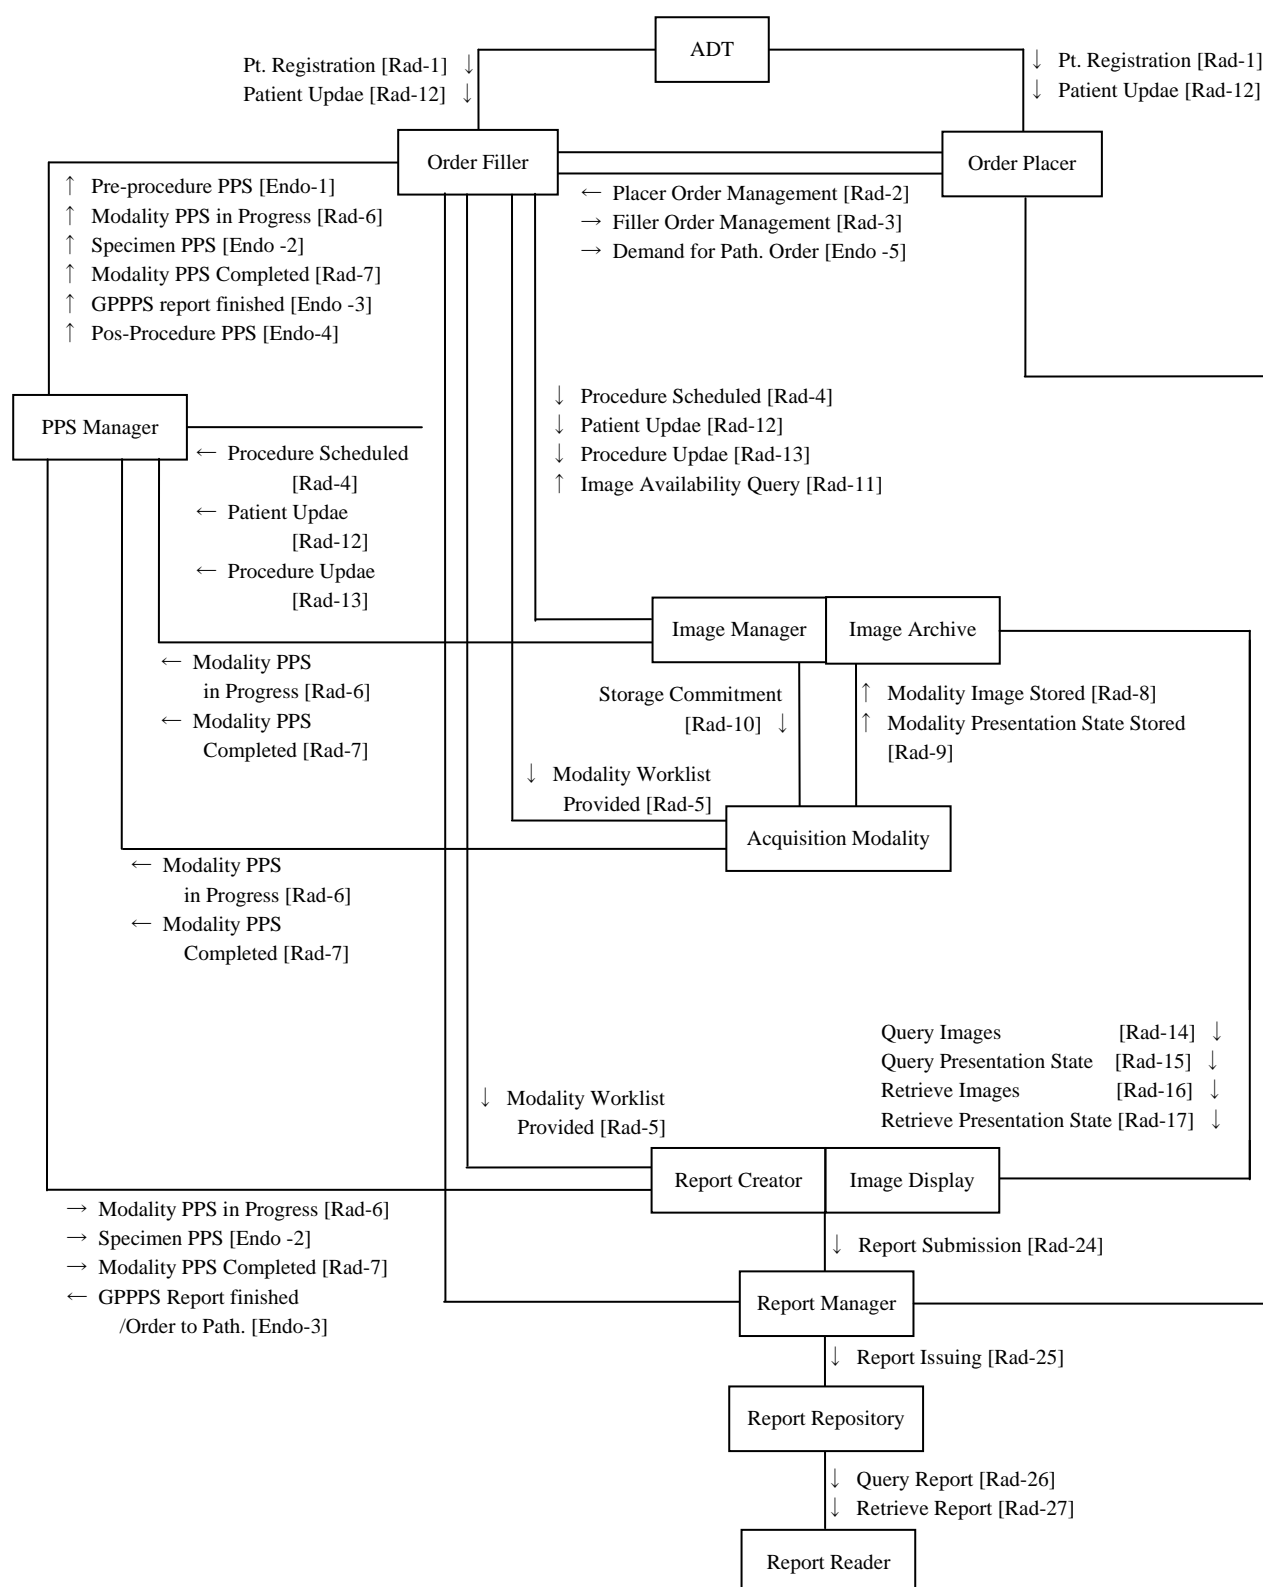 ADT
Pt. Registration [Rad-1] ↓
Patient Updae [Rad-12] ↓
↓ Pt. Registration [Rad-1]
↓ Patient Updae [Rad-12]
Order Filler
Order Placer
↑ Pre-procedure PPS [Endo-1]
↑ Modality PPS in Progress [Rad-6]
↑ Specimen PPS [Endo -2]
↑ Modality PPS Completed [Rad-7]
↑ GPPPS report finished [Endo -3]
↑ Pos-Procedure PPS [Endo-4]
← Placer Order Management [Rad-2]
→ Filler Order Management [Rad-3]
→ Demand for Path. Order [Endo -5]
PPS Manager
← Procedure Scheduled
[Rad-4]
← Patient Updae
[Rad-12]
← Procedure Updae
[Rad-13]
↓ Procedure Scheduled [Rad-4]
↓ Patient Updae [Rad-12]
↓ Procedure Updae [Rad-13]
↑ Image Availability Query [Rad-11]
Image Manager
Image Archive
← Modality PPS
in Progress [Rad-6]
← Modality PPS
Completed [Rad-7]
Storage Commitment
[Rad-10] ↓
↑ Modality Image Stored [Rad-8]
↑ Modality Presentation State Stored
[Rad-9]
↓ Modality Worklist
Provided [Rad-5]
Acquisition Modality
← Modality PPS
in Progress [Rad-6]
← Modality PPS
Completed [Rad-7]
Query Images [Rad-14] ↓
Query Presentation State [Rad-15] ↓
Retrieve Images [Rad-16] ↓
Retrieve Presentation State [Rad-17] ↓
↓ Modality Worklist
Provided [Rad-5]
Report Creator
Image Display
→ Modality PPS in Progress [Rad-6]
→ Specimen PPS [Endo -2]
→ Modality PPS Completed [Rad-7]
← GPPPS Report finished
/Order to Path. [Endo-3]
↓ Report Submission [Rad-24]
Report Manager
↓ Report Issuing [Rad-25]
Report Repository
↓ Query Report [Rad-26]
↓ Retrieve Report [Rad-27]
Report Reader